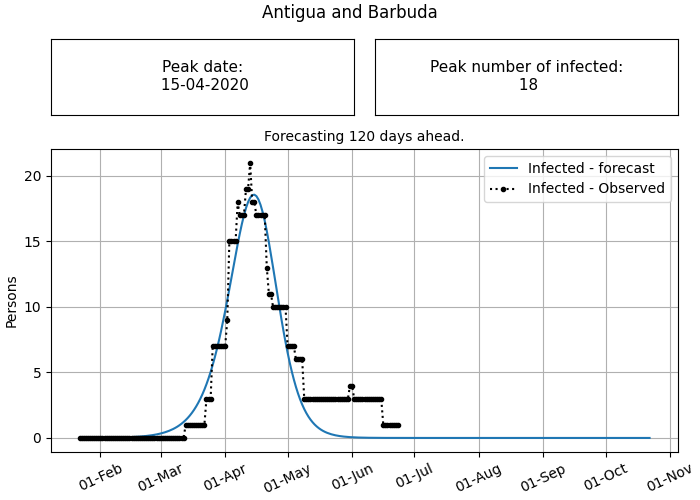 Antigua and Barbuda
Peak date:
15-04-2020
Peak number of infected:
18
Forecasting 120 days ahead.
Infected - forecast
Infected - Observed
Persons
20
15
10
5
0
01-Feb
01-Mar
01-Apr
01-May
01-Jun
01-Jul
01-Aug
01-Sep
01-Oct
01-Nov